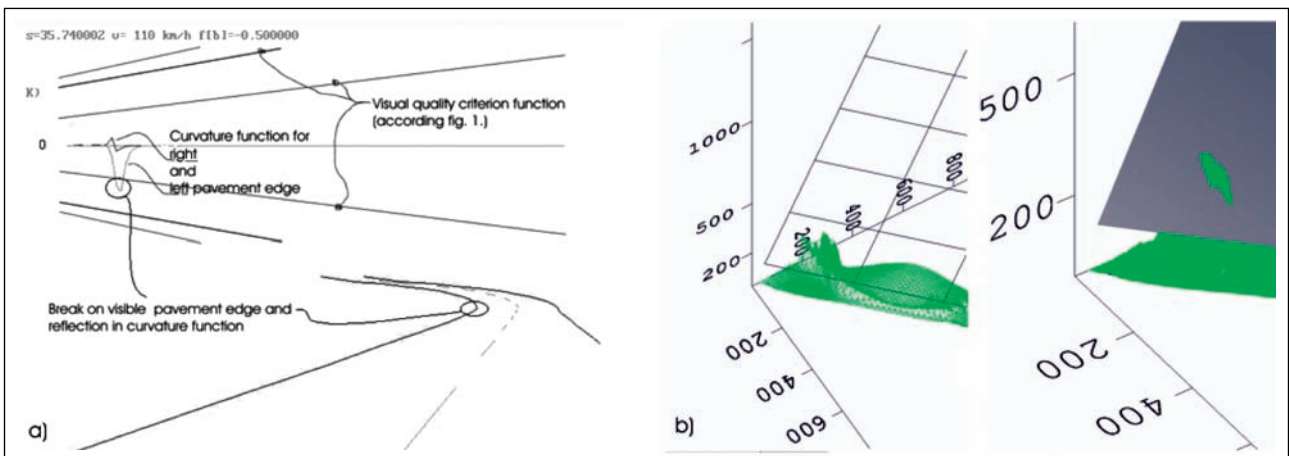 s=35.740002 v= 110 km/h f[b]=-0.500000
K)
0
Visual quality criterion function
(according fig. 1.)
Curvature function for
right
and
left pavement edge
Break on visible pavement edge and
reflection in curvature function
a)
1000
500
200
200
400
600
800
200
400
600
b)
500
200
200
400